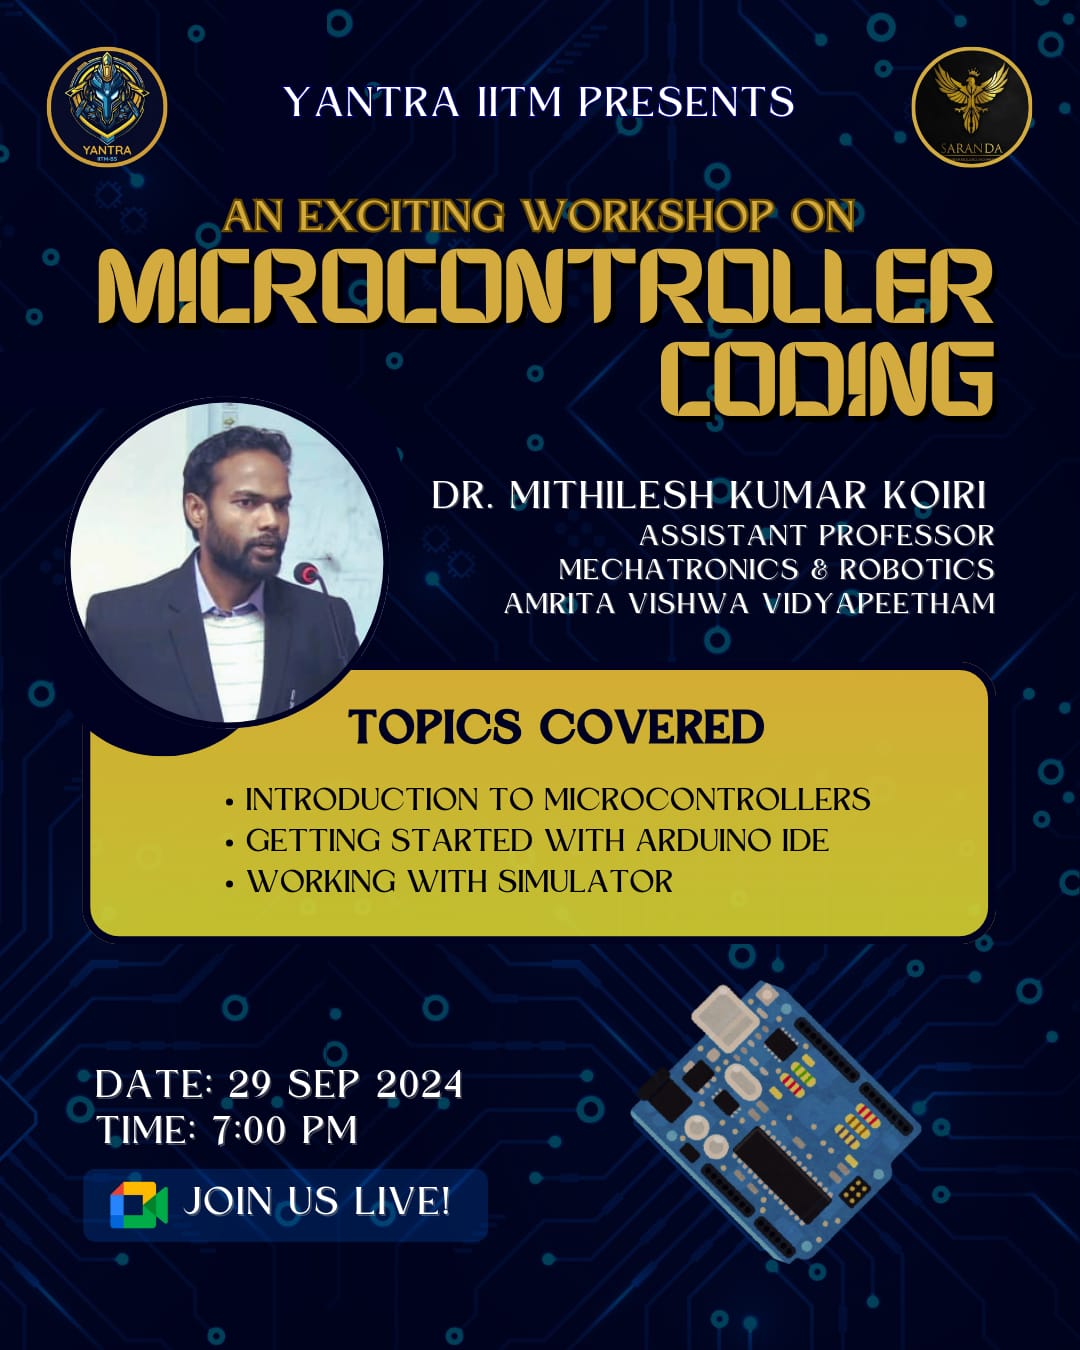 YANTRA
IITM-BS
YANTRA IITM PRESENTS
SARANDA
AN EXCITING WORKSHOP ON
MICROCONTROLLER
CODING
DR. MITHILESH KUMAR KOIRI
ASSISTANT PROFESSOR
MECHATRONICS & ROBOTICS
AMRITA VISHWA VIDYAPEETHAM
TOPICS COVERED
• INTRODUCTION TO MICROCONTROLLERS
• GETTING STARTED WITH ARDUINO IDE
• WORKING WITH SIMULATOR
DATE: 29 SEP 2024
TIME: 7:00 PM
JOIN US LIVE!